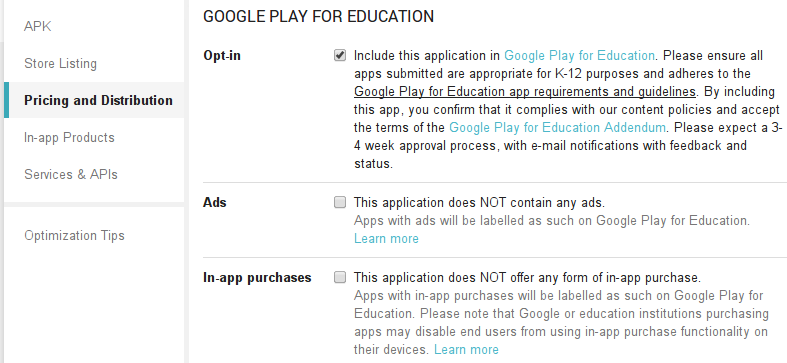 APK
Store Listing
Pricing and Distribution
In-app Products
Services & APIs
Optimization Tips
GOOGLE PLAY FOR EDUCATION
Opt-in
Include this application in Google Play for Education. Please ensure all
apps submitted are appropriate for K-12 purposes and adheres to the
Google Play for Education app requirements and guidelines. By including
this app, you confirm that it complies with our content policies and accept
the terms of the Google Play for Education Addendum. Please expect a 3-
4 week approval process, with e-mail notifications with feedback and
status.
Ads
This application does NOT contain any ads.
Apps with ads will be labelled as such on Google Play for Education.
Learn more
In-app purchases
This application does NOT offer any form of in-app purchase.
Apps with in-app purchases will be labelled as such on Google Play for
Education. Please note that Google or education institutions purchasing
apps may disable end users from using in-app purchase functionality on
their devices. Learn more